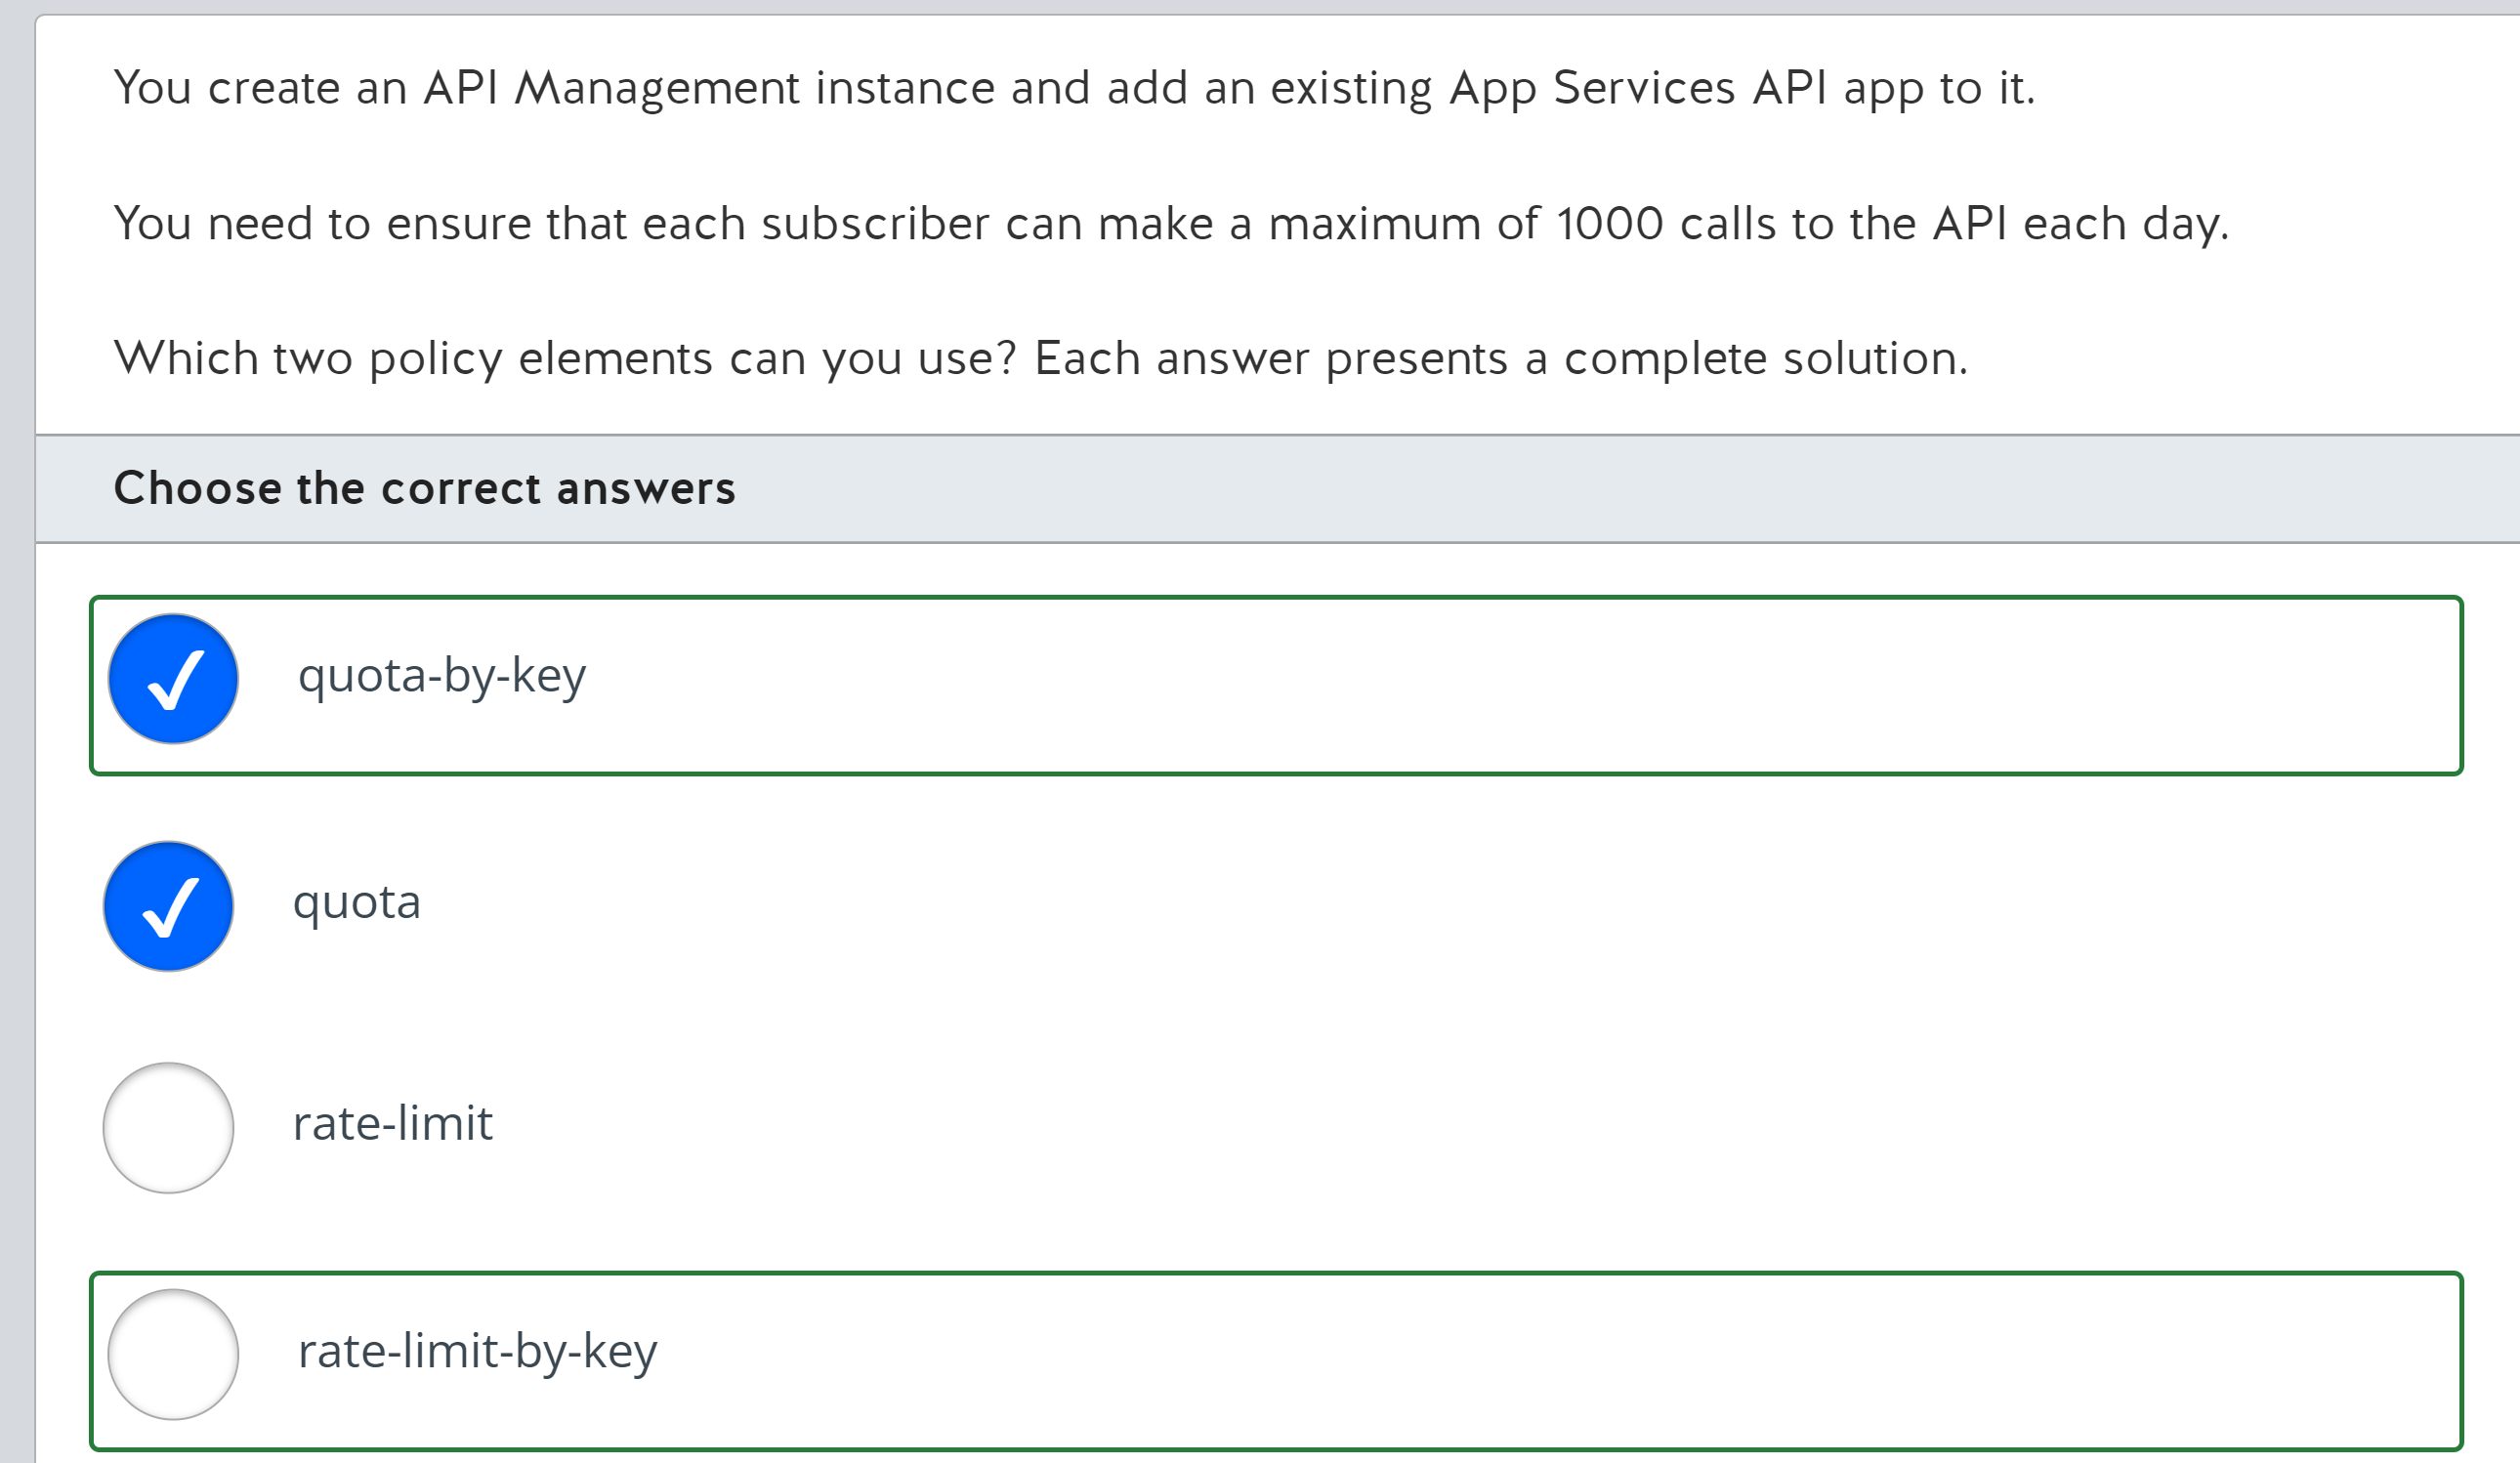 You create an API Management instance and add an existing App Services API app to it.
You need to ensure that each subscriber can make a maximum of 1000 calls to the API each day.
Which two policy elements can you use? Each answer presents a complete solution.
Choose the correct answers
quota-by-key
quota
rate-limit
rate-limit-by-key